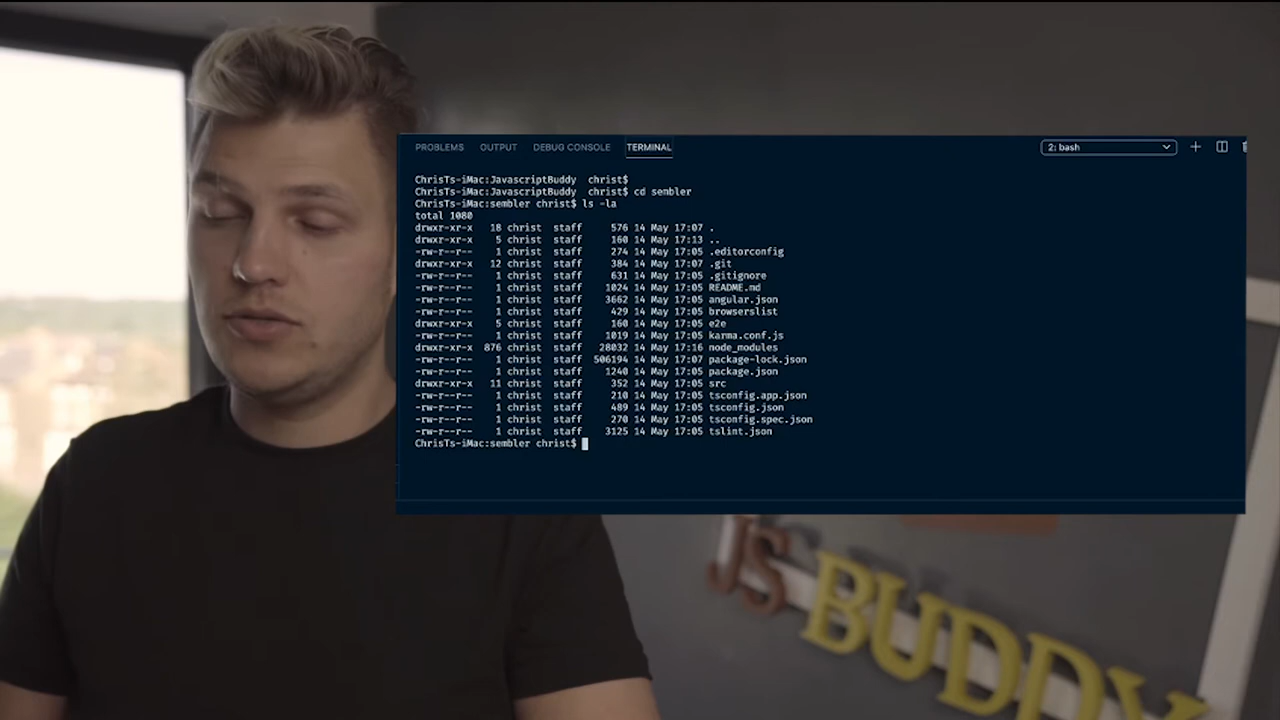 PROBLEMS OUTPUT DEBUG CONSOLE TERMINAL 2: bash
ChrisTs-iMac:JavascriptBuddy christ$
ChrisTs-iMac:JavascriptBuddy christ$ cd sembler
ChrisTs-iMac:sembler christ$ ls -la
total 1080
drwxr-xr-x 18 christ staff 576 14 May 17:07 .
drwxr-xr-x 5 christ staff 160 14 May 17:13 ..
-rw-r--r-- 1 christ staff 274 14 May 17:05 .editorconfig
drwxr-xr-x 12 christ staff 384 14 May 17:07 .git
-rw-r--r-- 1 christ staff 631 14 May 17:05 .gitignore
-rw-r--r-- 1 christ staff 1024 14 May 17:05 README.md
-rw-r--r-- 1 christ staff 3662 14 May 17:05 angular.json
-rw-r--r-- 1 christ staff 429 14 May 17:05 browserslist
drwxr-xr-x 5 christ staff 160 14 May 17:05 e2e
-rw-r--r-- 1 christ staff 1019 14 May 17:05 karma.conf.js
drwxr-xr-x 876 christ staff 28032 14 May 17:16 node_modules
-rw-r--r-- 1 christ staff 506194 14 May 17:07 package-lock.json
-rw-r--r-- 1 christ staff 1240 14 May 17:05 package.json
drwxr-xr-x 11 christ staff 352 14 May 17:05 src
-rw-r--r-- 1 christ staff 210 14 May 17:05 tsconfig.app.json
-rw-r--r-- 1 christ staff 489 14 May 17:05 tsconfig.json
-rw-r--r-- 1 christ staff 270 14 May 17:05 tsconfig.spec.json
-rw-r--r-- 1 christ staff 3125 14 May 17:05 tslint.json
ChrisTs-iMac:sembler christ$
JS BUDDY